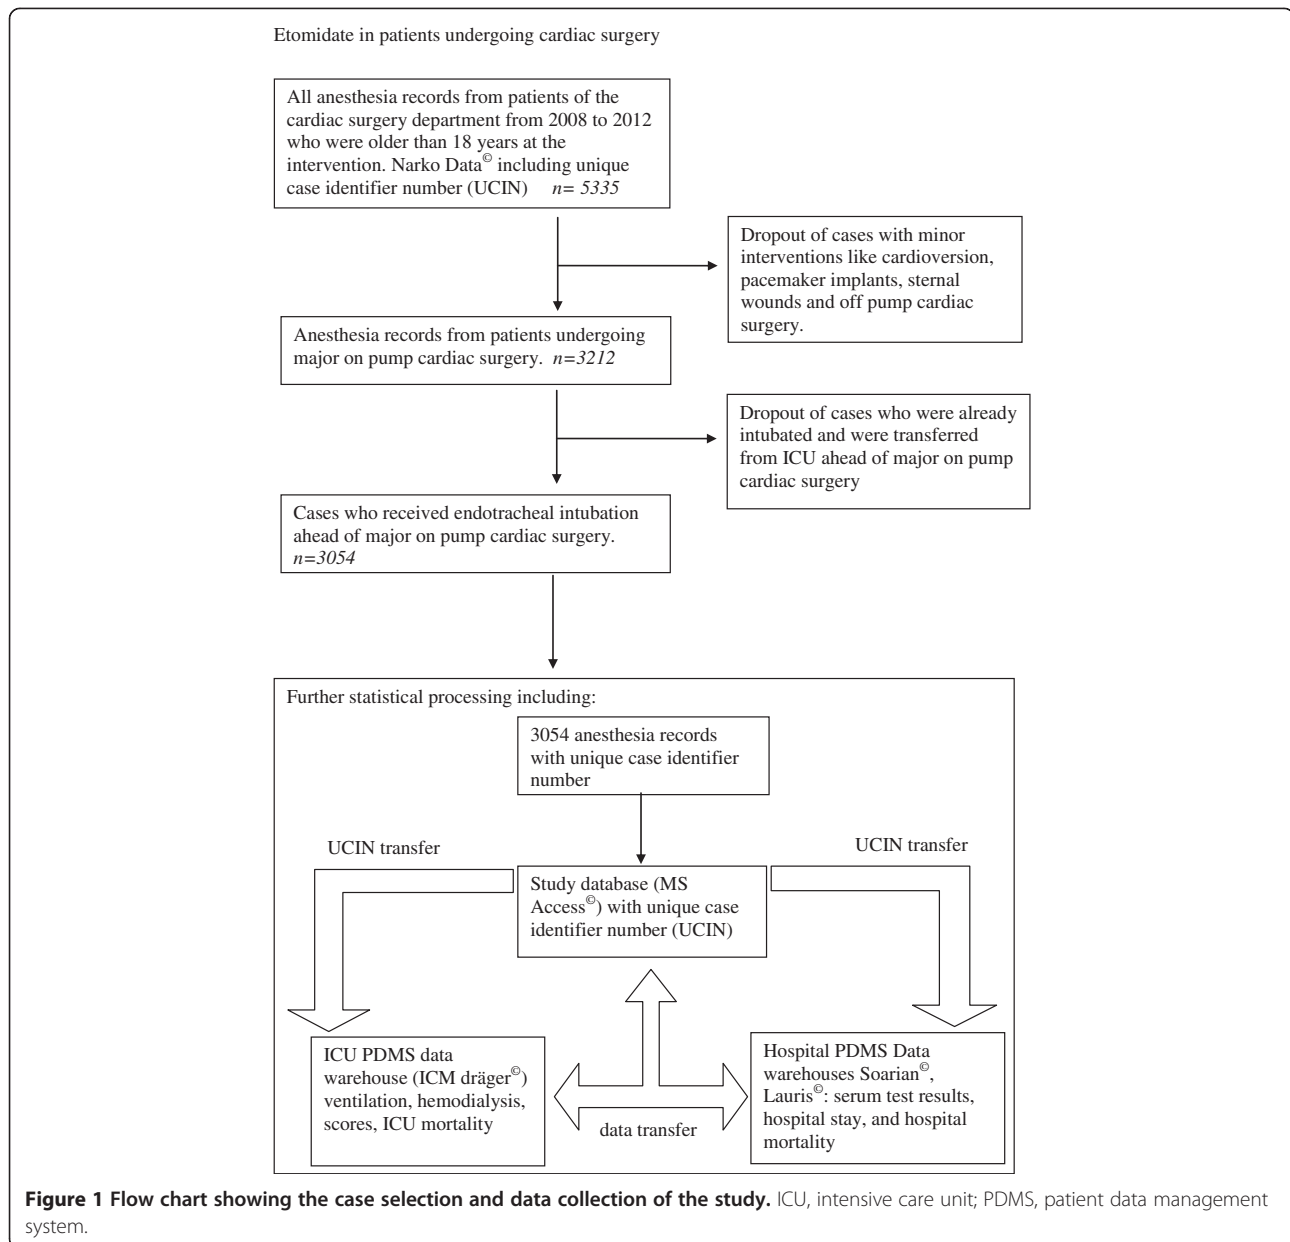 Etomidate in patients undergoing cardiac surgery
All anesthesia records from patients of the
cardiac surgery department from 2008 to 2012
who were older than 18 years at the
intervention. Narko Data© including unique
case identifier number (UCIN) n= 5335
Dropout of cases with minor
interventions like cardioversion,
pacemaker implants, sternal
wounds and off pump cardiac
surgery.
Anesthesia records from patients undergoing
major on pump cardiac surgery. n=3212
Dropout of cases who were already
intubated and were transferred
from ICU ahead of major on pump
cardiac surgery
Cases who received endotracheal intubation
ahead of major on pump cardiac surgery.
n=3054
Further statistical processing including:
3054 anesthesia records
with unique case identifier
number
UCIN transfer
UCIN transfer
Study database (MS
Access©) with unique case
identifier number (UCIN)
ICU PDMS data
warehouse (ICM dräger©)
ventilation, hemodialysis,
scores, ICU mortality
data transfer
Hospital PDMS Data
warehouses Soarian©,
Lauris©: serum test results,
hospital stay, and hospital
mortality
Figure 1 Flow chart showing the case selection and data collection of the study. ICU, intensive care unit; PDMS, patient data management
system.